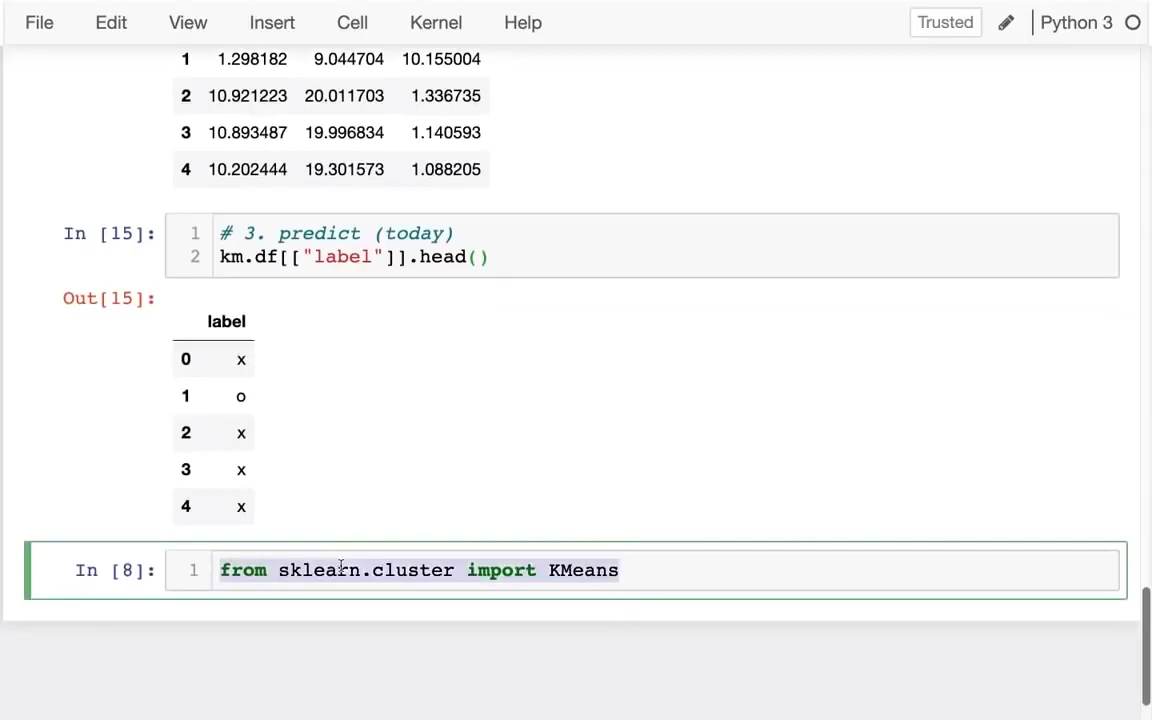 File Edit View Insert Cell Kernel Help Trusted Python 3
1 1.298182 9.044704 10.155004
2 10.921223 20.011703 1.336735
3 10.893487 19.996834 1.140593
4 10.202444 19.301573 1.088205
In [15]: 1 # 3. predict (today)
2 km.df[["label"]].head()
Out[15]:
label
0 x
1 o
2 x
3 x
4 x
In [8]: 1 from sklearn.cluster import KMeans